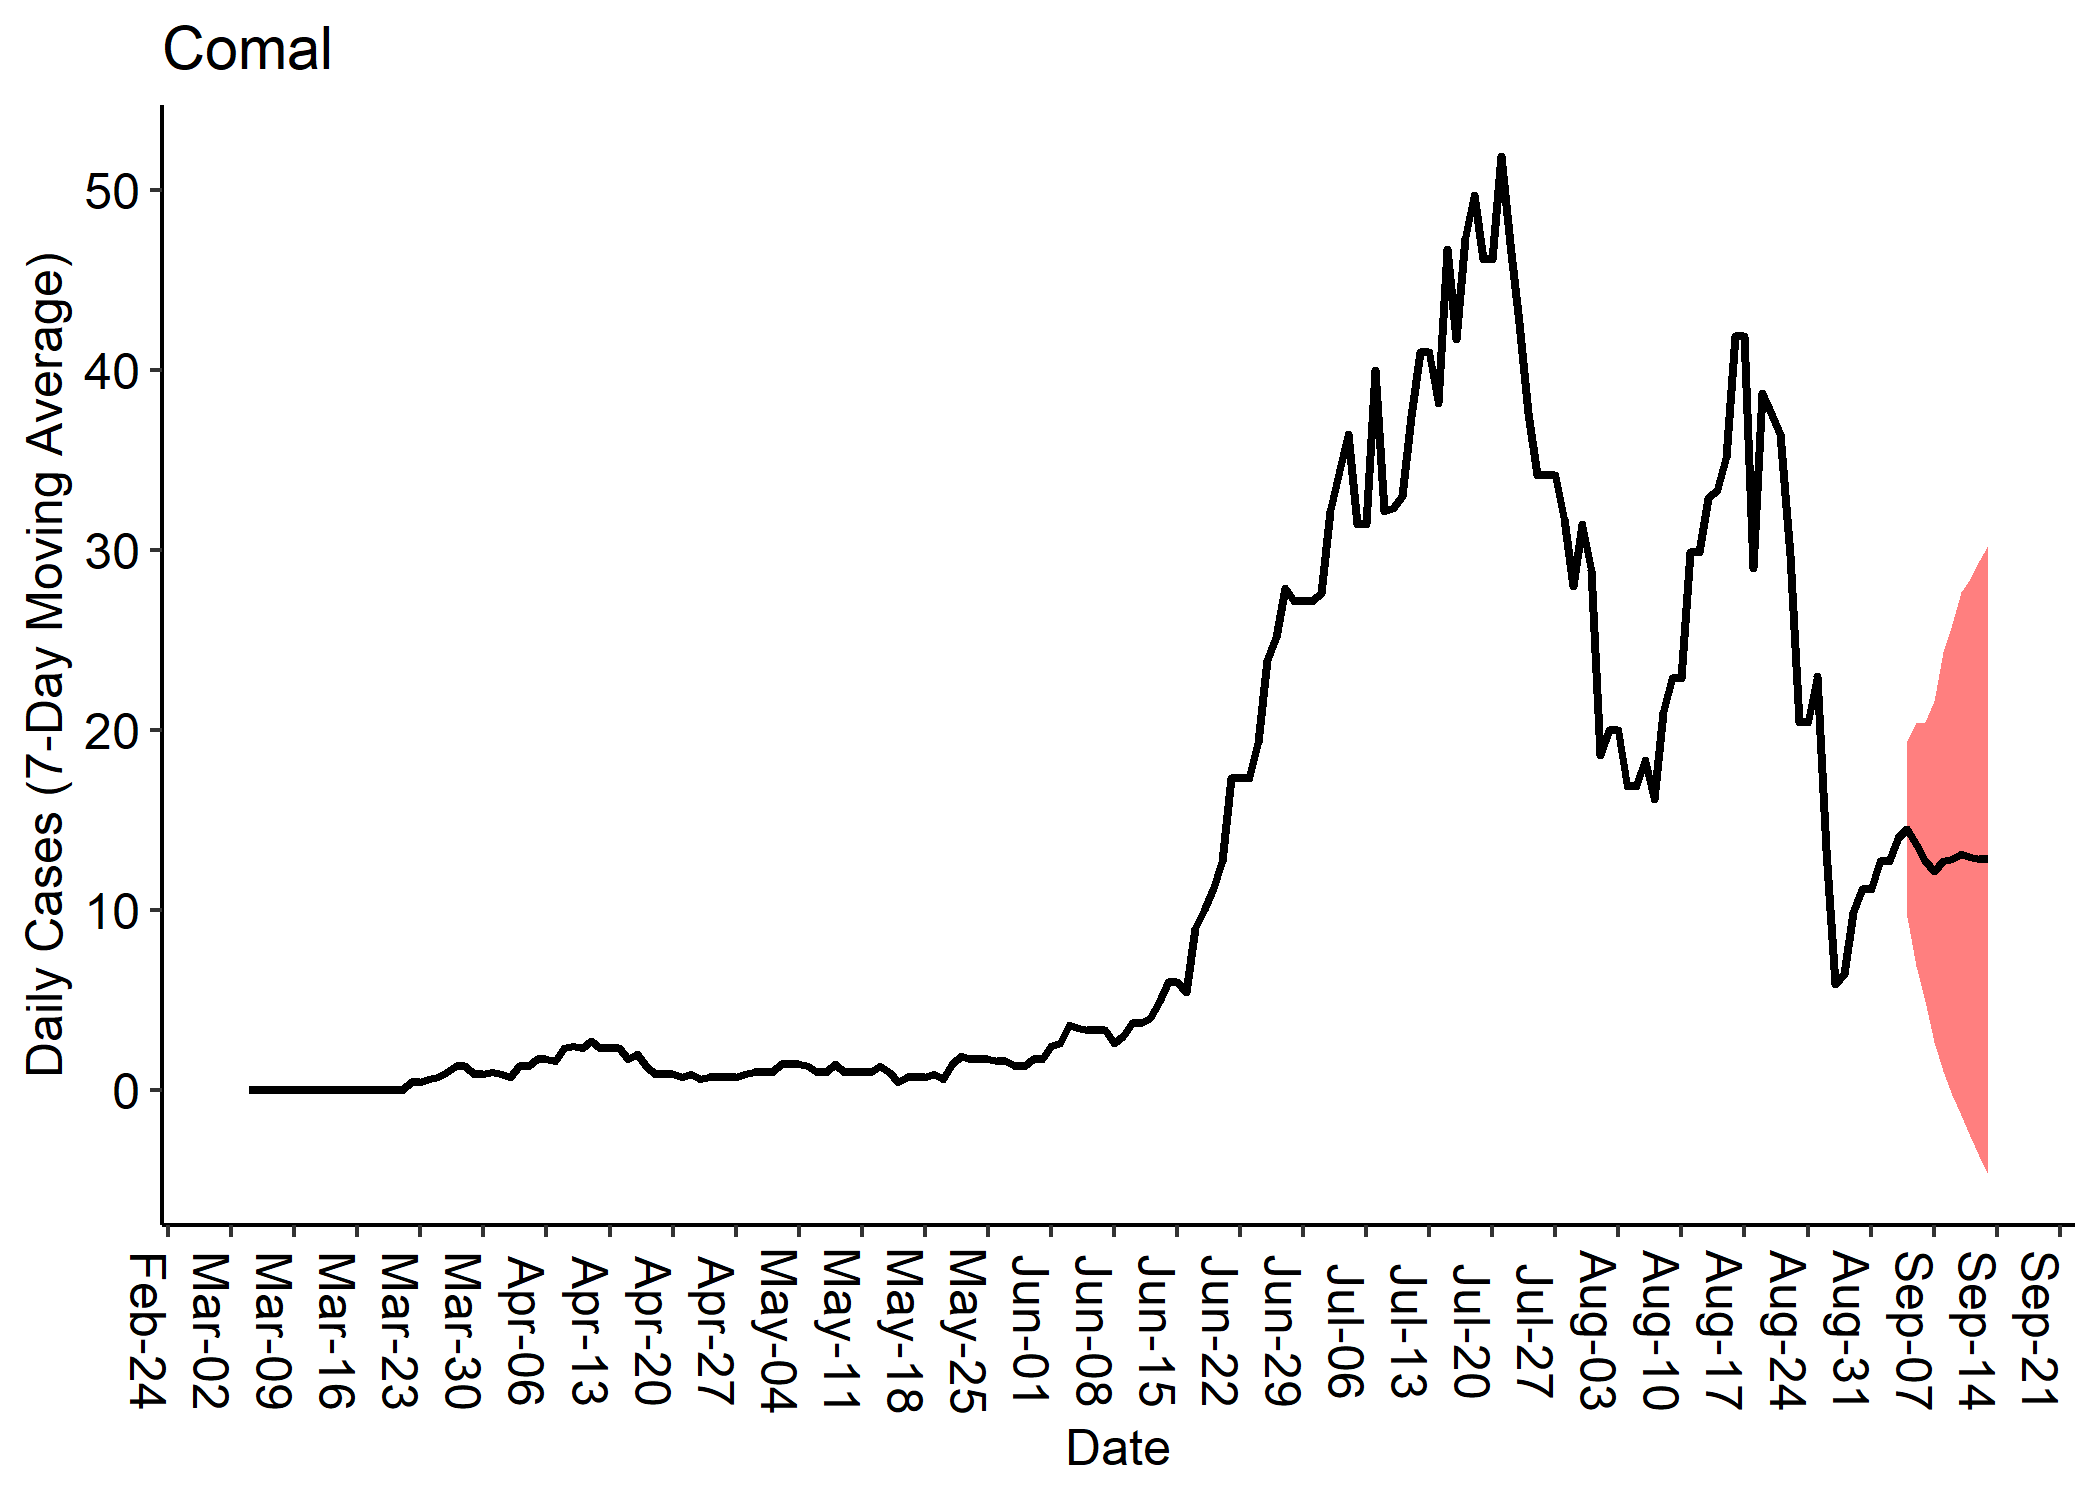 Comal
Daily Cases (7-Day Moving Average)
50
40
30
20
10
0
Feb-24
Mar-02
Mar-09
Mar-16
Mar-23
Mar-30
Apr-06
Apr-13
Apr-20
Apr-27
May-04
May-11
May-18
May-25
Jun-01
Jun-08
Jun-15
Jun-22
Jun-29
Jul-06
Jul-13
Jul-20
Jul-27
Aug-03
Aug-10
Aug-17
Aug-24
Aug-31
Sep-07
Sep-14
Sep-21
Date